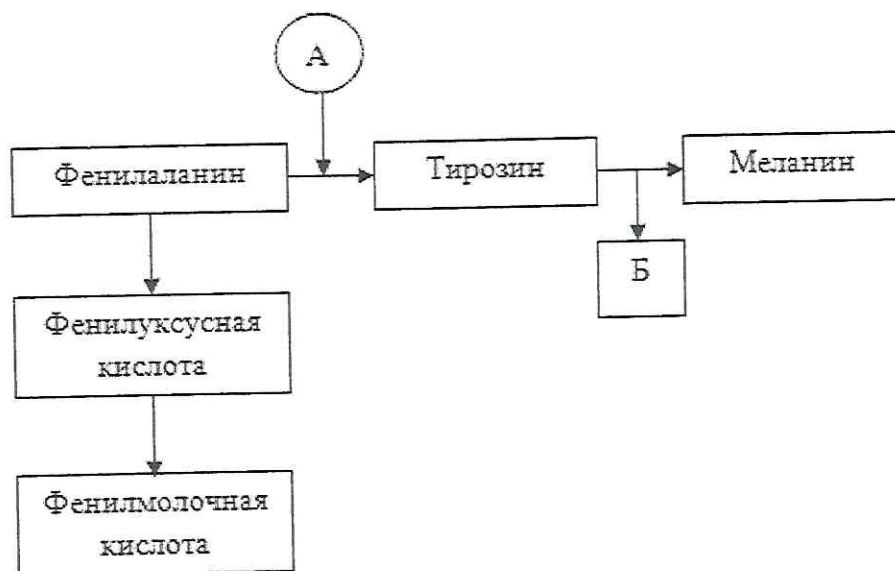 А
Фенилаланин
Тирозин
Меланин
Б
Фенилуксусная
кислота
Фенилмолочная
кислота